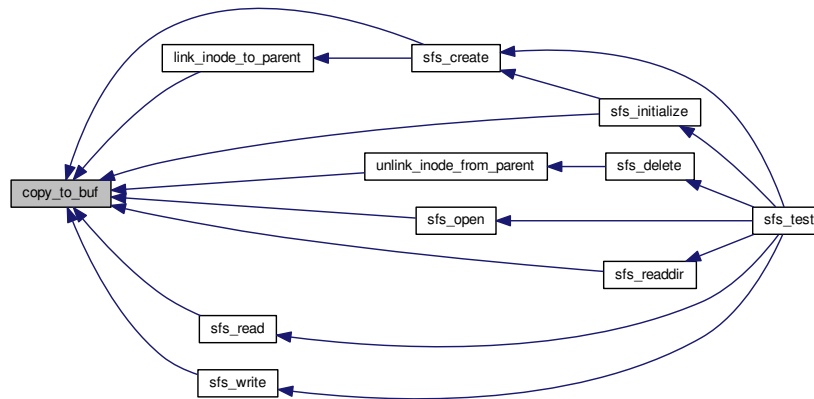 link_inode_to_parent
sfs_create
sfs_initialize
unlink_inode_from_parent
sfs_delete
copy_to_buf
sfs_open
sfs_test
sfs_readdir
sfs_read
sfs_write